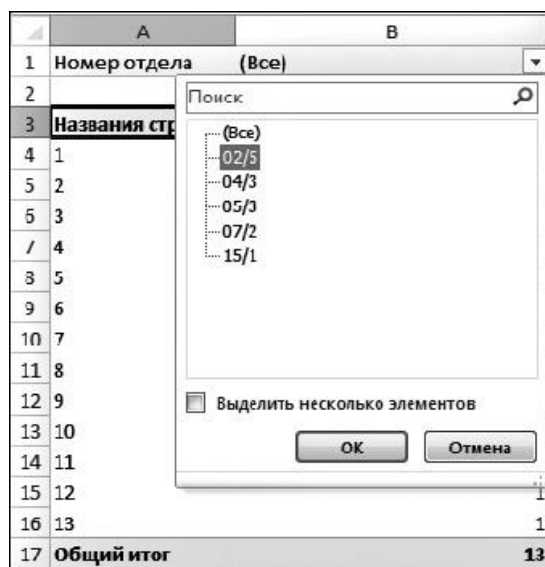 A B
1 Номер отдела (Все)
2 Поиск
3 Названия стр
(Все)
4 1
02/5
5 2
04/3
6 3
05/3
7 4
07/2
8 5
15/1
9 6
10 7
11 8
12 9 Выделить несколько элементов
13 10
ОК Отмена
14 11
15 12 1
16 13 1
17 Общий итог 13